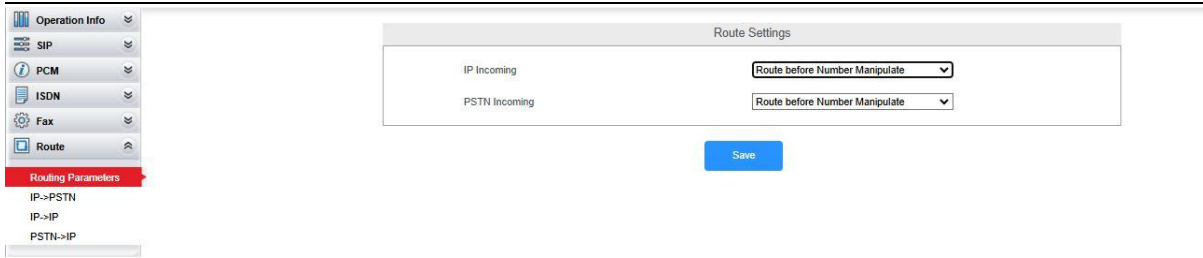 Operation Info
SIP
PCM
ISDN
Fax
Route
Routing Parameters
IP->PSTN
IP->IP
PSTN->IP
Route Settings
IP Incoming Route before Number Manipulate
PSTN Incoming Route before Number Manipulate
Save